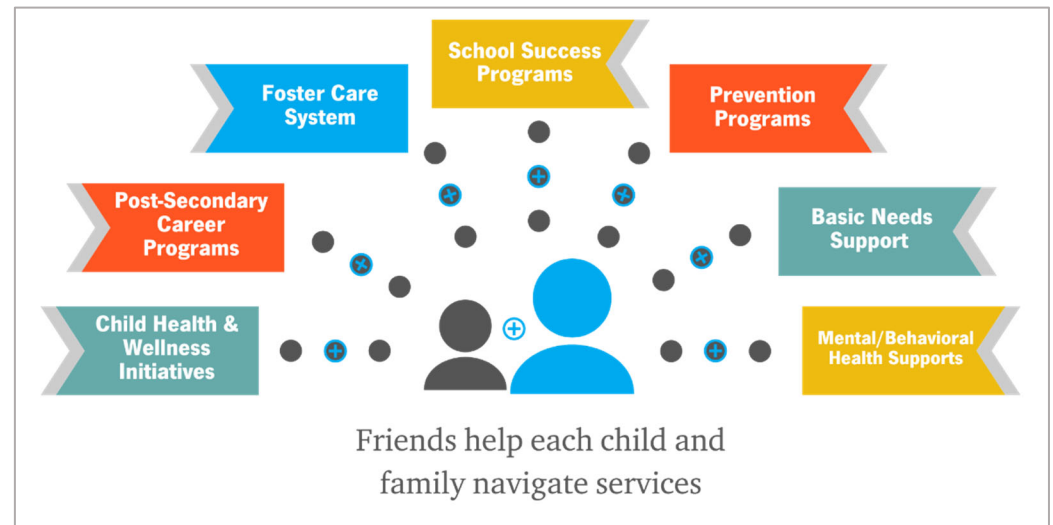 School Success
Programs
Foster Care
System
Prevention
Programs
Post-Secondary
Career
Programs
Basic Needs
Support
Child Health &
Wellness
Initiatives
Mental/Behavioral
Health Supports
Friends help each child and
family navigate services